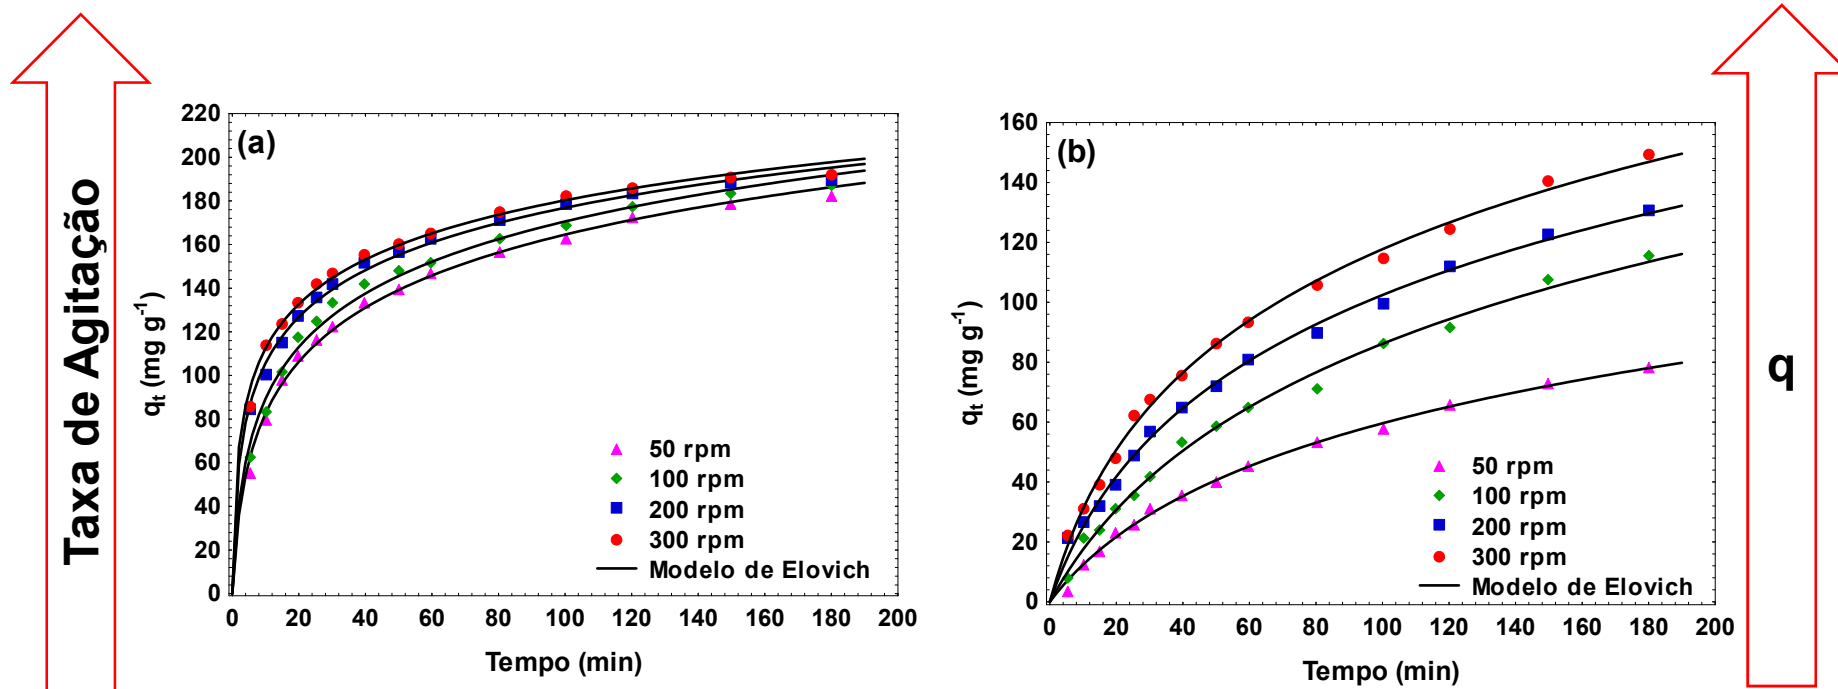 Taxa de Agitação
(a)
220
200
180
160
140
120
100
80
60
40
20
0
qt (mg g-1)
50 rpm
100 rpm
200 rpm
300 rpm
Modelo de Elovich
0 20 40 60 80 100 120 140 160 180 200
Tempo (min)
(b)
160
140
120
100
80
60
40
20
0
qt (mg g-1)
50 rpm
100 rpm
200 rpm
300 rpm
Modelo de Elovich
0 20 40 60 80 100 120 140 160 180 200
Tempo (min)
q